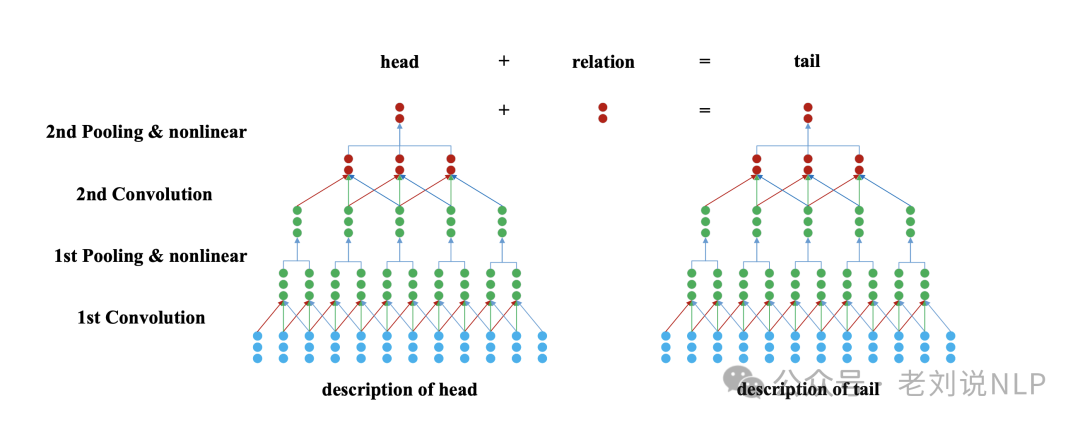 head + relation = tail
+ =
2nd Pooling & nonlinear
2nd Convolution
1st Pooling & nonlinear
1st Convolution
description of head
description of tail
公众号 · 老刘说NLP